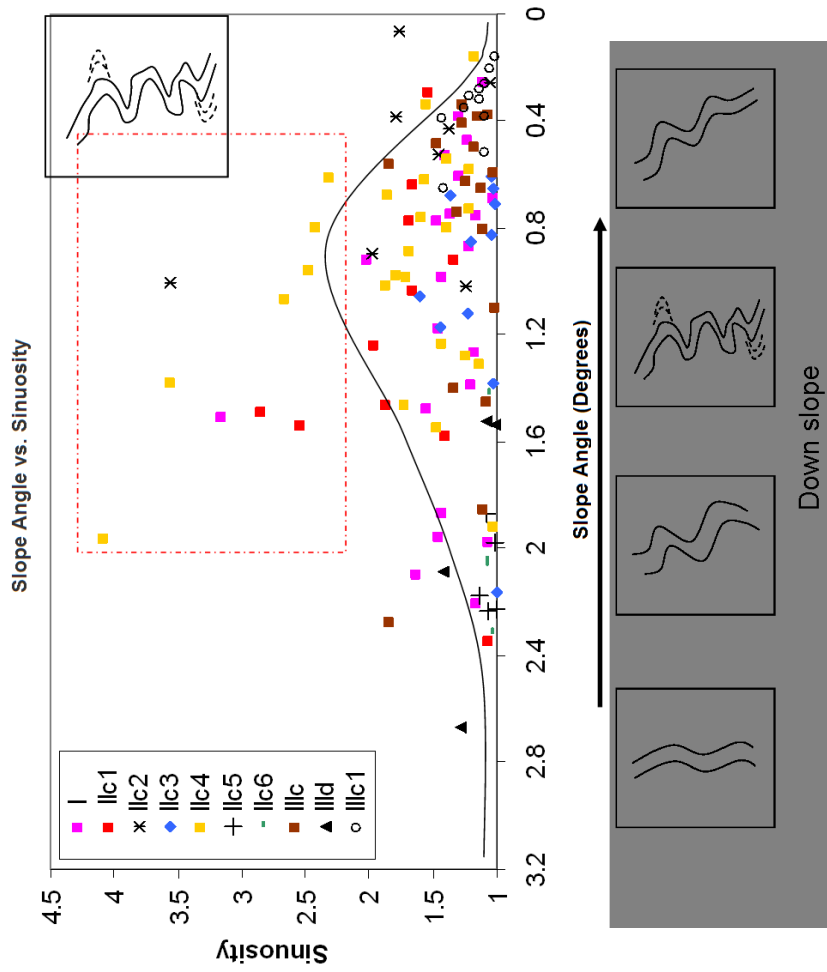 Slope Angle vs. Sinuosity
Sinuosity
4.5
4
3.5
3
2.5
2
1.5
1
I
IIc1
IIc2
IIc3
IIc4
IIc5
IIc6
IIIc
IIId
IIIc1
3.2 2.8 2.4 2 1.6 1.2 0.8 0.4 0
Slope Angle (Degrees)
Down slope